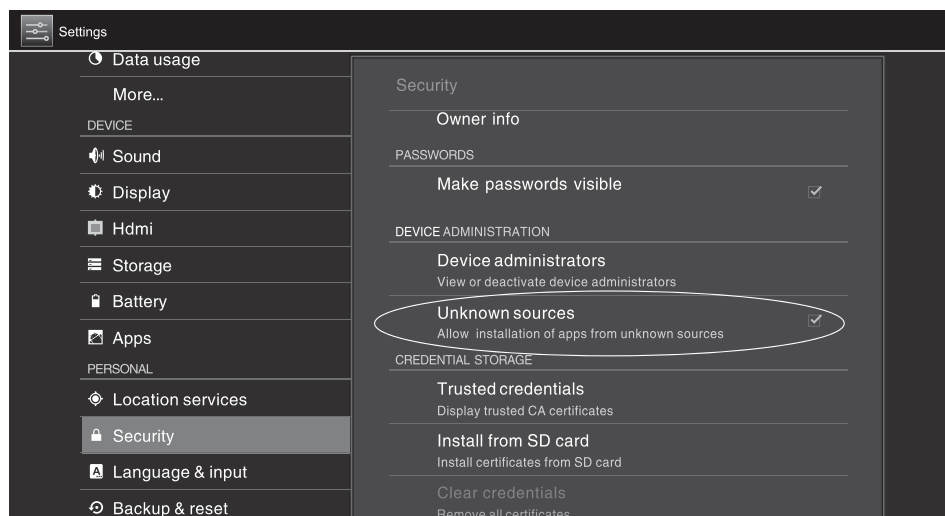 Settings
Data usage
More...
DEVICE
Sound
Display
Hdmi
Storage
Battery
Apps
PERSONAL
Location services
Security
Language & input
Backup & reset
Security
Owner info
PASSWORDS
Make passwords visible
DEVICE ADMINISTRATION
Device administrators
View or deactivate device administrators
Unknown sources
Allow installation of apps from unknown sources
CREDENTIAL STORAGE
Trusted credentials
Display trusted CA certificates
Install from SD card
Install certificates from SD card
Clear credentials
Remove all certificates